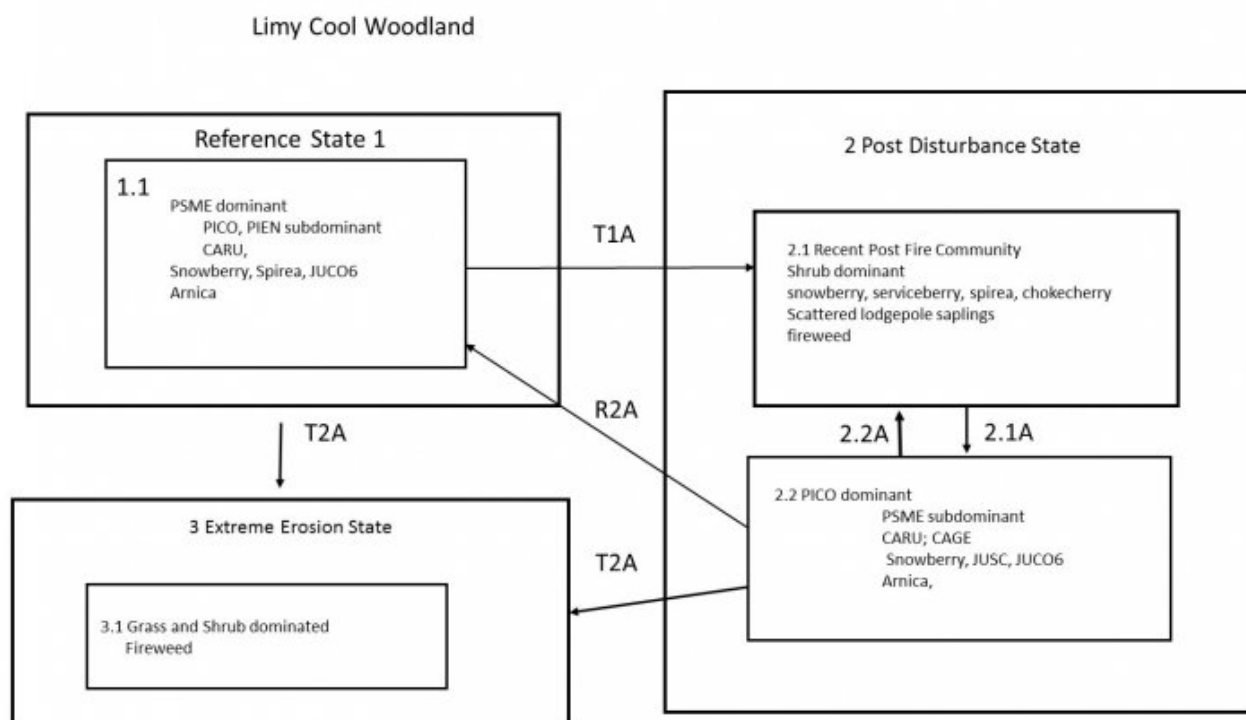 Limy Cool Woodland
Reference State 1
1.1
PSME dominant
PICO, PIEN subdominant
CARU,
Snowberry, Spirea, JUCO6
Arnica
T1A
2 Post Disturbance State
2.1 Recent Post Fire Community
Shrub dominant
snowberry, serviceberry, spirea, chokecherry
Scattered lodgepole saplings
fireweed
R2A
T2A
2.2A
2.1A
2.2 PICO dominant
PSME subdominant
CARU; CAGE
Snowberry, JUSC, JUCO6
Arnica,
T2A
3 Extreme Erosion State
3.1 Grass and Shrub dominated
Fireweed